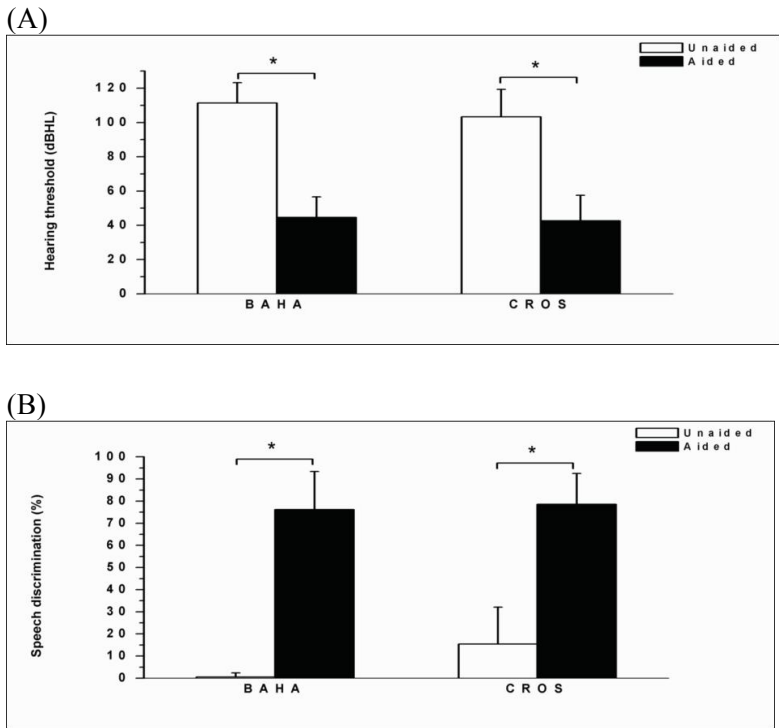 (A)
Unaided
Aided
Hearing threshold (dBHL)
120
100
80
60
40
20
0
*
*
BAHA
CROS
(B)
Unaided
Aided
Speech discrimination (%)
100
90
80
70
60
50
40
30
20
10
0
*
*
BAHA
CROS